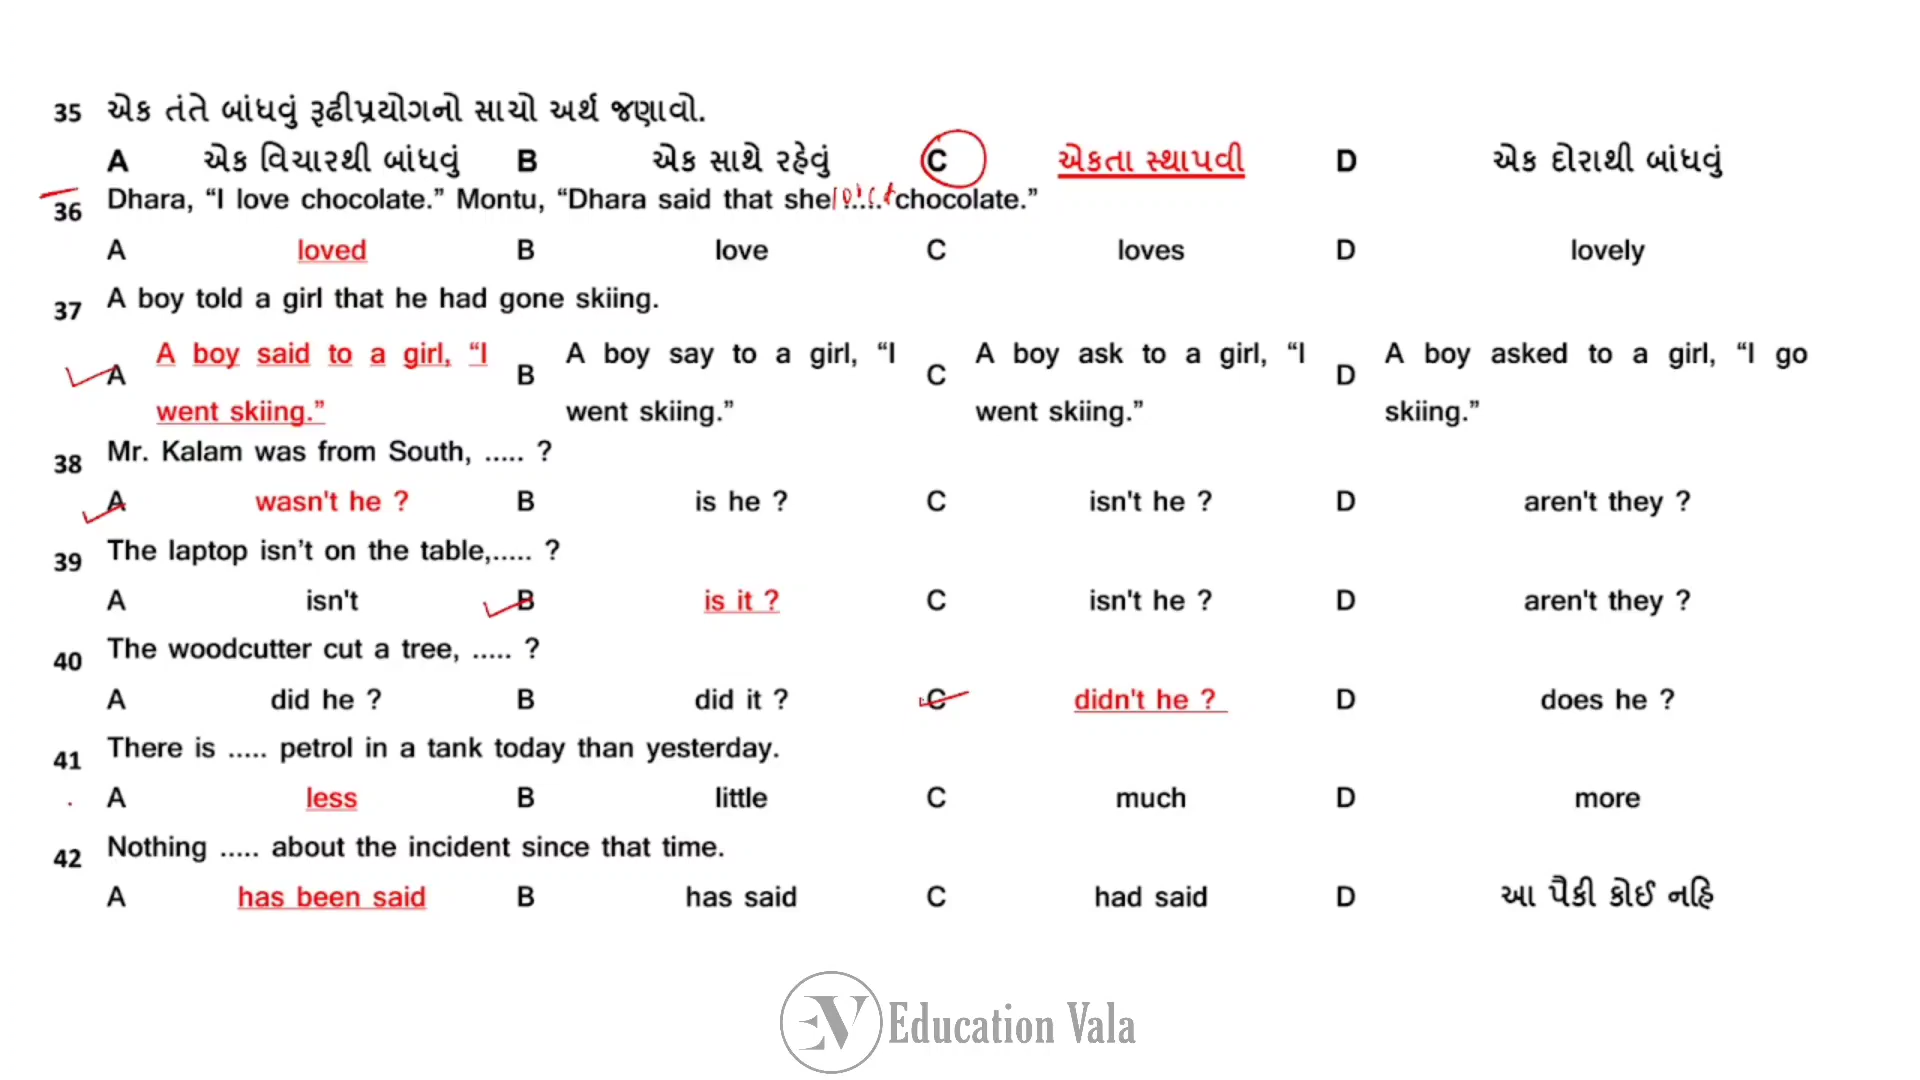 35 એક તંતે બાંધવું રૂઢીપ્રયોગનો સાચો અર્થ જણાવો.
A એક વિચારથી બાંધવું B એક સાથે રહેવું C એકતા સ્થાપવી D એક દોરાથી બાંધવું
36 Dhara, “I love chocolate.” Montu, “Dhara said that she ..... chocolate.”
A loved B love C loves D lovely
37 A boy told a girl that he had gone skiing.
A A boy said to a girl, “I went skiing.” B A boy say to a girl, “I went skiing.” C A boy ask to a girl, “I went skiing.” D A boy asked to a girl, “I go skiing.”
38 Mr. Kalam was from South, ..... ?
A wasn't he ? B is he ? C isn't he ? D aren't they ?
39 The laptop isn’t on the table,..... ?
A isn't B is it ? C isn't he ? D aren't they ?
40 The woodcutter cut a tree, ..... ?
A did he ? B did it ? C didn't he ? D does he ?
41 There is ..... petrol in a tank today than yesterday.
A less B little C much D more
42 Nothing ..... about the incident since that time.
A has been said B has said C had said D આ પૈકી કોઈ નહિ
EV Education Vala